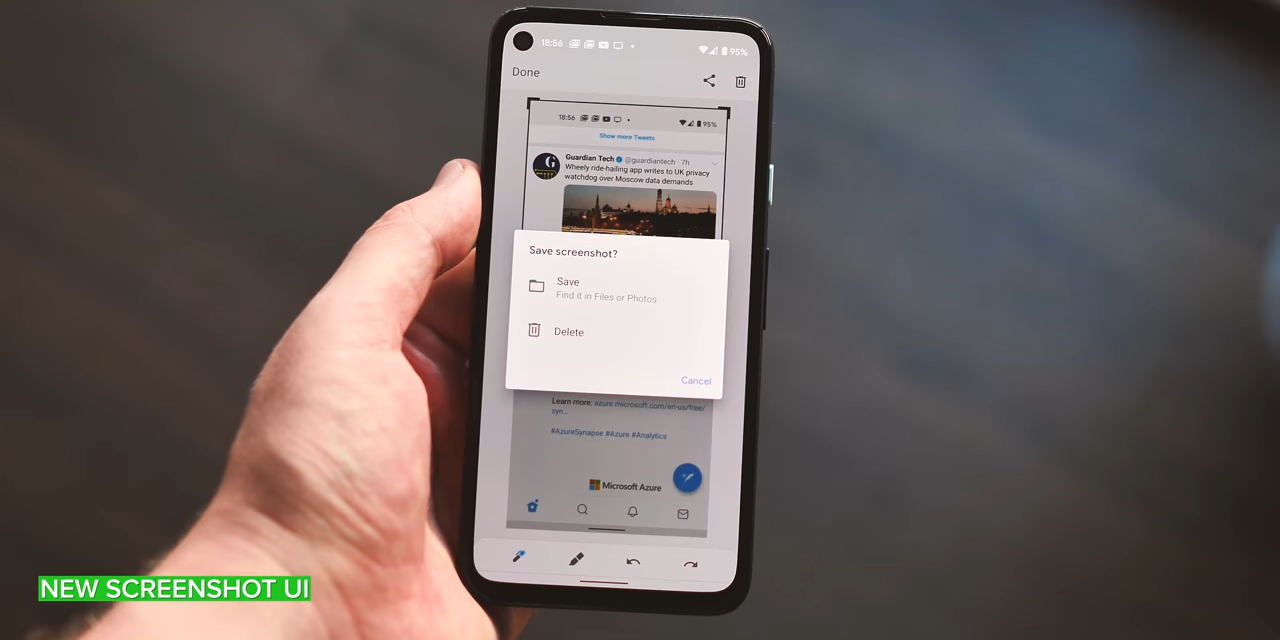 18:56 95%
Done
18:56 95%
Show more Tweets
Guardian Tech @guardiantech · 7h
Wheely ride-hailing app writes to UK privacy
watchdog over Moscow data demands
Save screenshot?
Save
Find it in Files or Photos
Delete
Cancel
Learn more: azure.microsoft.com/en-us/free/
syn...
#AzureSynapse #Azure #Analytics
Microsoft Azure
NEW SCREENSHOT UI